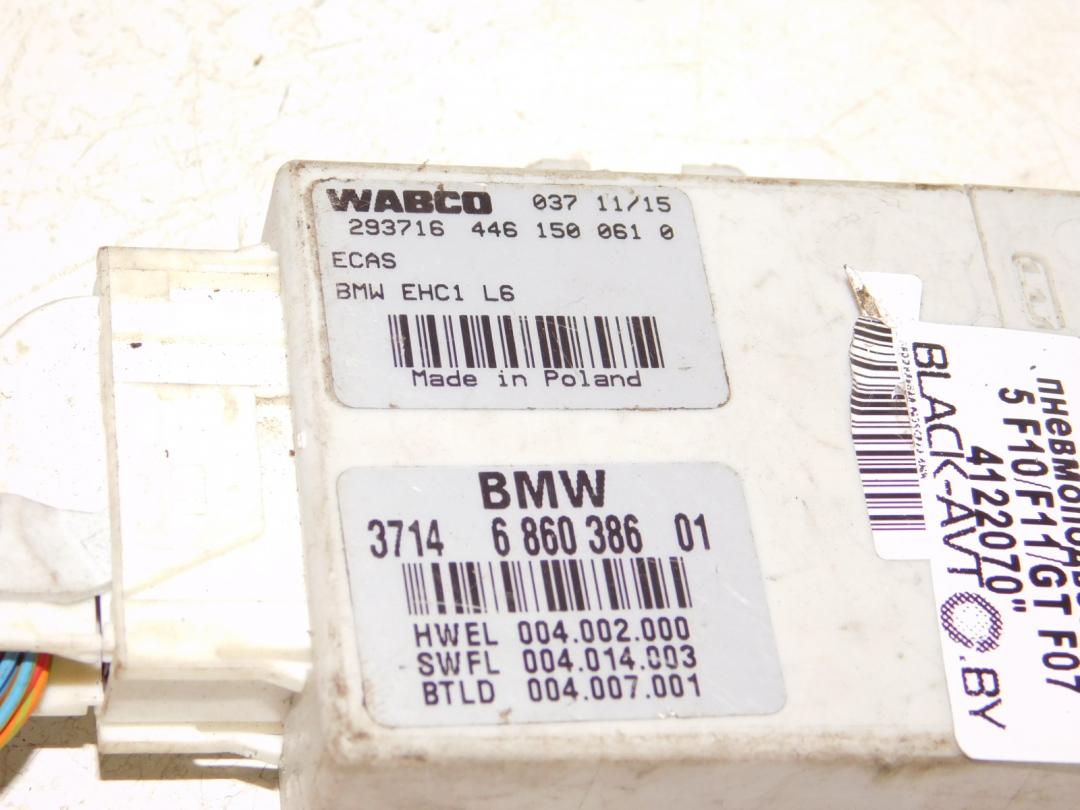 WABCO 037 11/15
293716 446 150 061 0
ECAS
BMW EHC1 L6
Made in Poland
BMW
3714 6 860 386 01
HWEL 004.002.000
SWFL 004.014.003
BTLD 004.007.001
5 F10/F11/GT F07
4122070"
BLACK-AVTO.BY